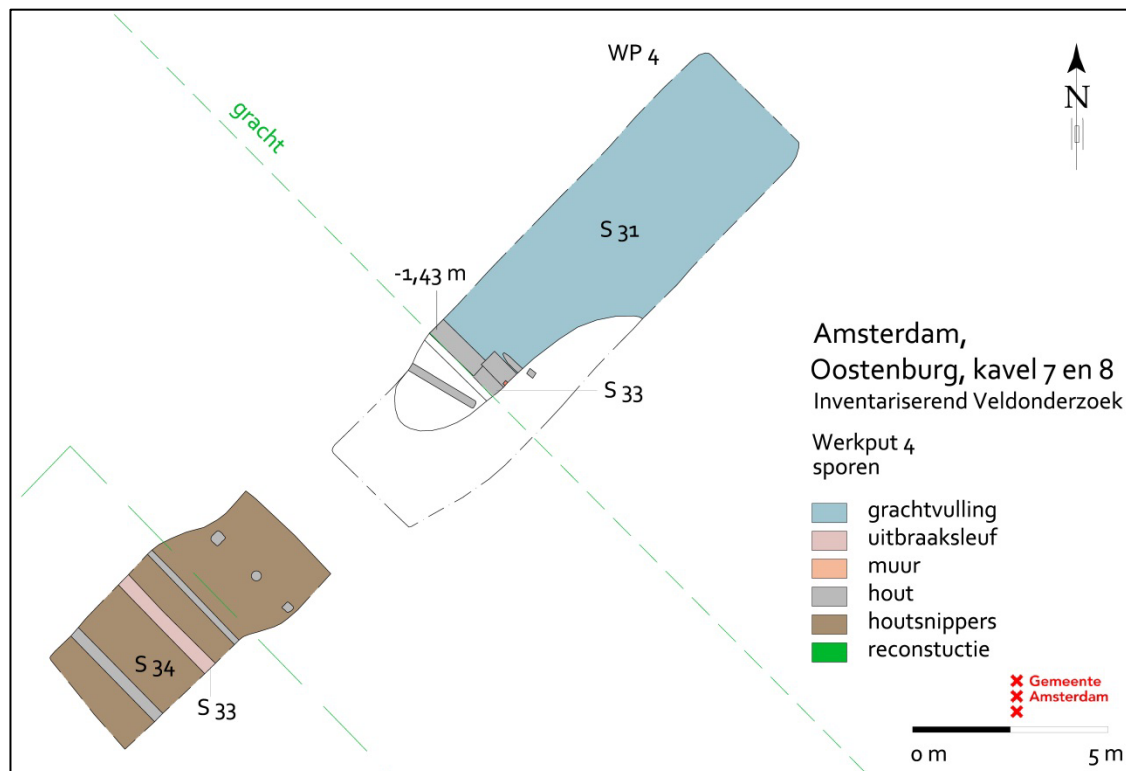 WP 4
N
gracht
S 31
-1,43 m
S 33
S 34
S 33
Amsterdam,
Oostenburg, kavel 7 en 8
Inventariserend Veldonderzoek
Werkput 4
sporen
grachtvulling
uitbraaksleuf
muur
hout
houtsnippers
reconstuctie
Gemeente
Amsterdam
0 m 5 m